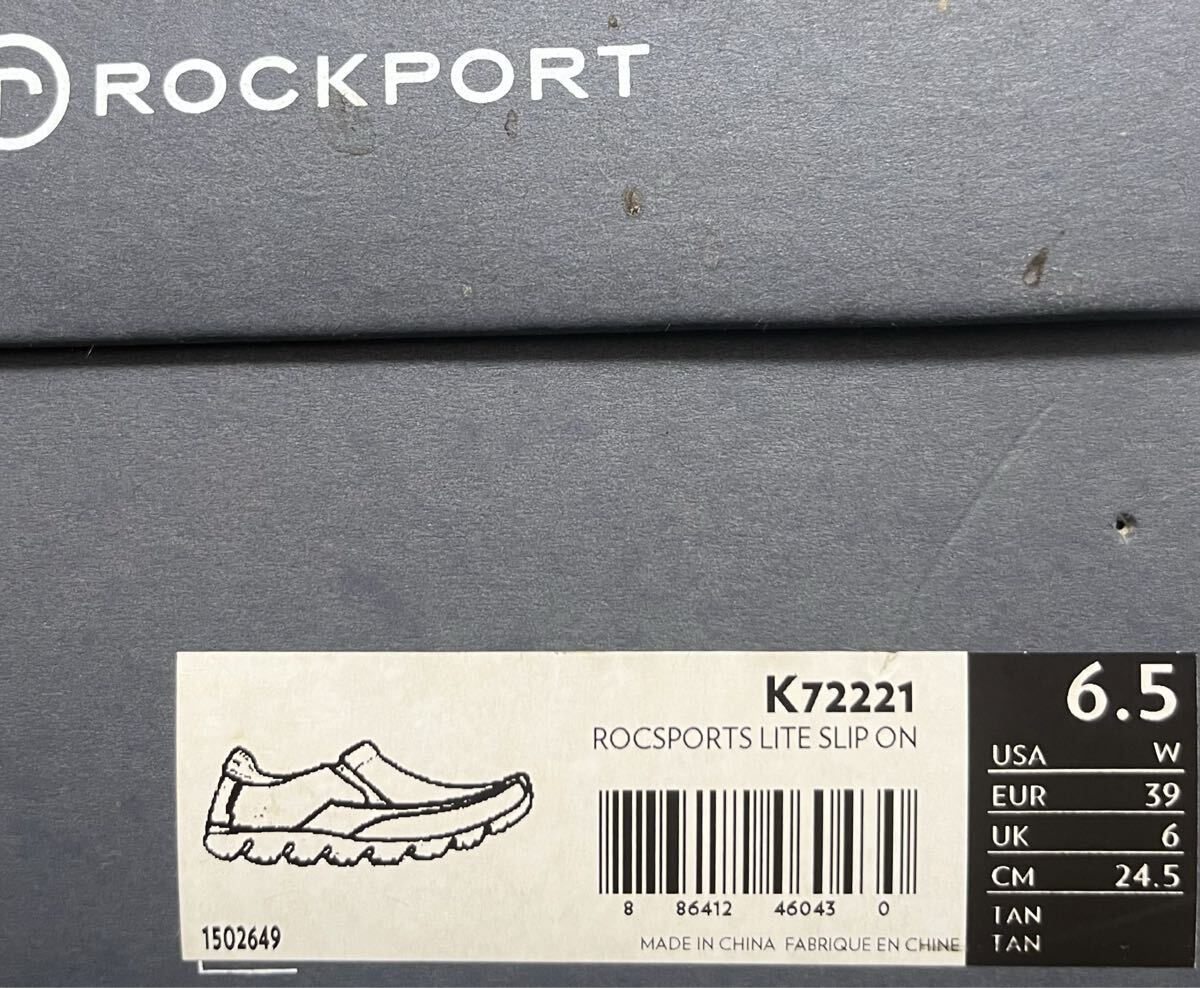 r ROCKPORT
K72221
ROCSPORTS LITE SLIP ON
8 86412 46043 0
MADE IN CHINA FABRIQUE EN CHINE
1502649
6.5
USA W
EUR 39
UK 6
CM 24.5
TAN
TAN